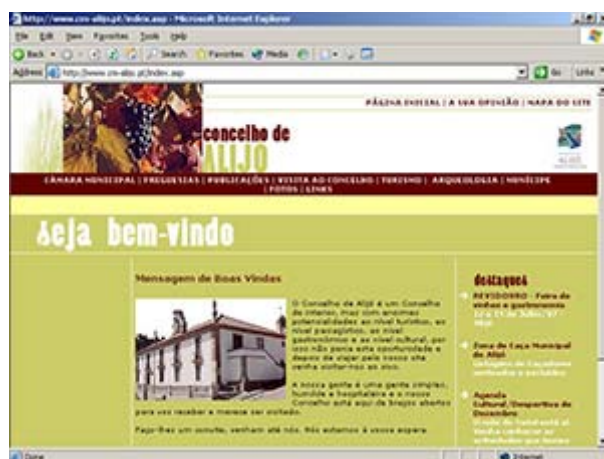 http://www.cm-alijo.pt/index.asp - Microsoft Internet Explorer
File Edit View Favorites Tools Help
Back Search Favorites Media
Address http://www.cm-alijo.pt/index.asp Go Links
PÁGINA INICIAL | A SUA OPINIÃO | MAPA DO SITE
concelho de
ALIJO
CÂMARA MUNICIPAL | FREGUESIAS | PUBLICAÇÕES | VISITA AO CONCELHO | TURISMO | ARQUEOLOGIA | MUNÍCIPE
| FOTOS | LINKS
Seja bem-vindo
Mensagem de Boas Vindas
O Concelho de Alijó é um Concelho
de interior, mas com enormes
potencialidades ao nível turístico, ao
nível paisagístico, ao nível
gastronómico e ao nível cultural, por
isso não perca esta oportunidade e
depois de viajar pelo nosso site
venha visitar-nos ao vivo.
A nossa gente é uma gente simples,
humilde e hospitaleira e o nosso
Concelho está aqui de braços abertos
para vos receber e merece ser visitado.
Faço-lhes um convite, venham até nós. Nós estamos à vossa espera.
destaques
REVIDOURO - Feira de
vinhos e gastronomia
Zona de Caça Municipal
de Alijó
Agenda
Cultural/Desportiva de
Dezembro
Done
Internet